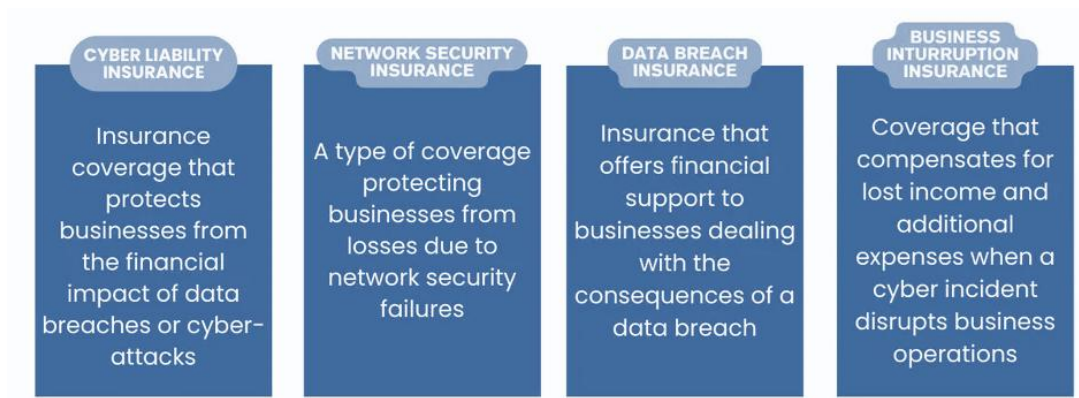 CYBER LIABILITY
INSURANCE
Insurance
coverage that
protects
businesses from
the financial
impact of data
breaches or cyber-
attacks
NETWORK SECURITY
INSURANCE
A type of coverage
protecting
businesses from
losses due to
network security
failures
DATA BREACH
INSURANCE
Insurance that
offers financial
support to
businesses dealing
with the
consequences of a
data breach
BUSINESS
INTURRUPTION
INSURANCE
Coverage that
compensates for
lost income and
additional
expenses when a
cyber incident
disrupts business
operations